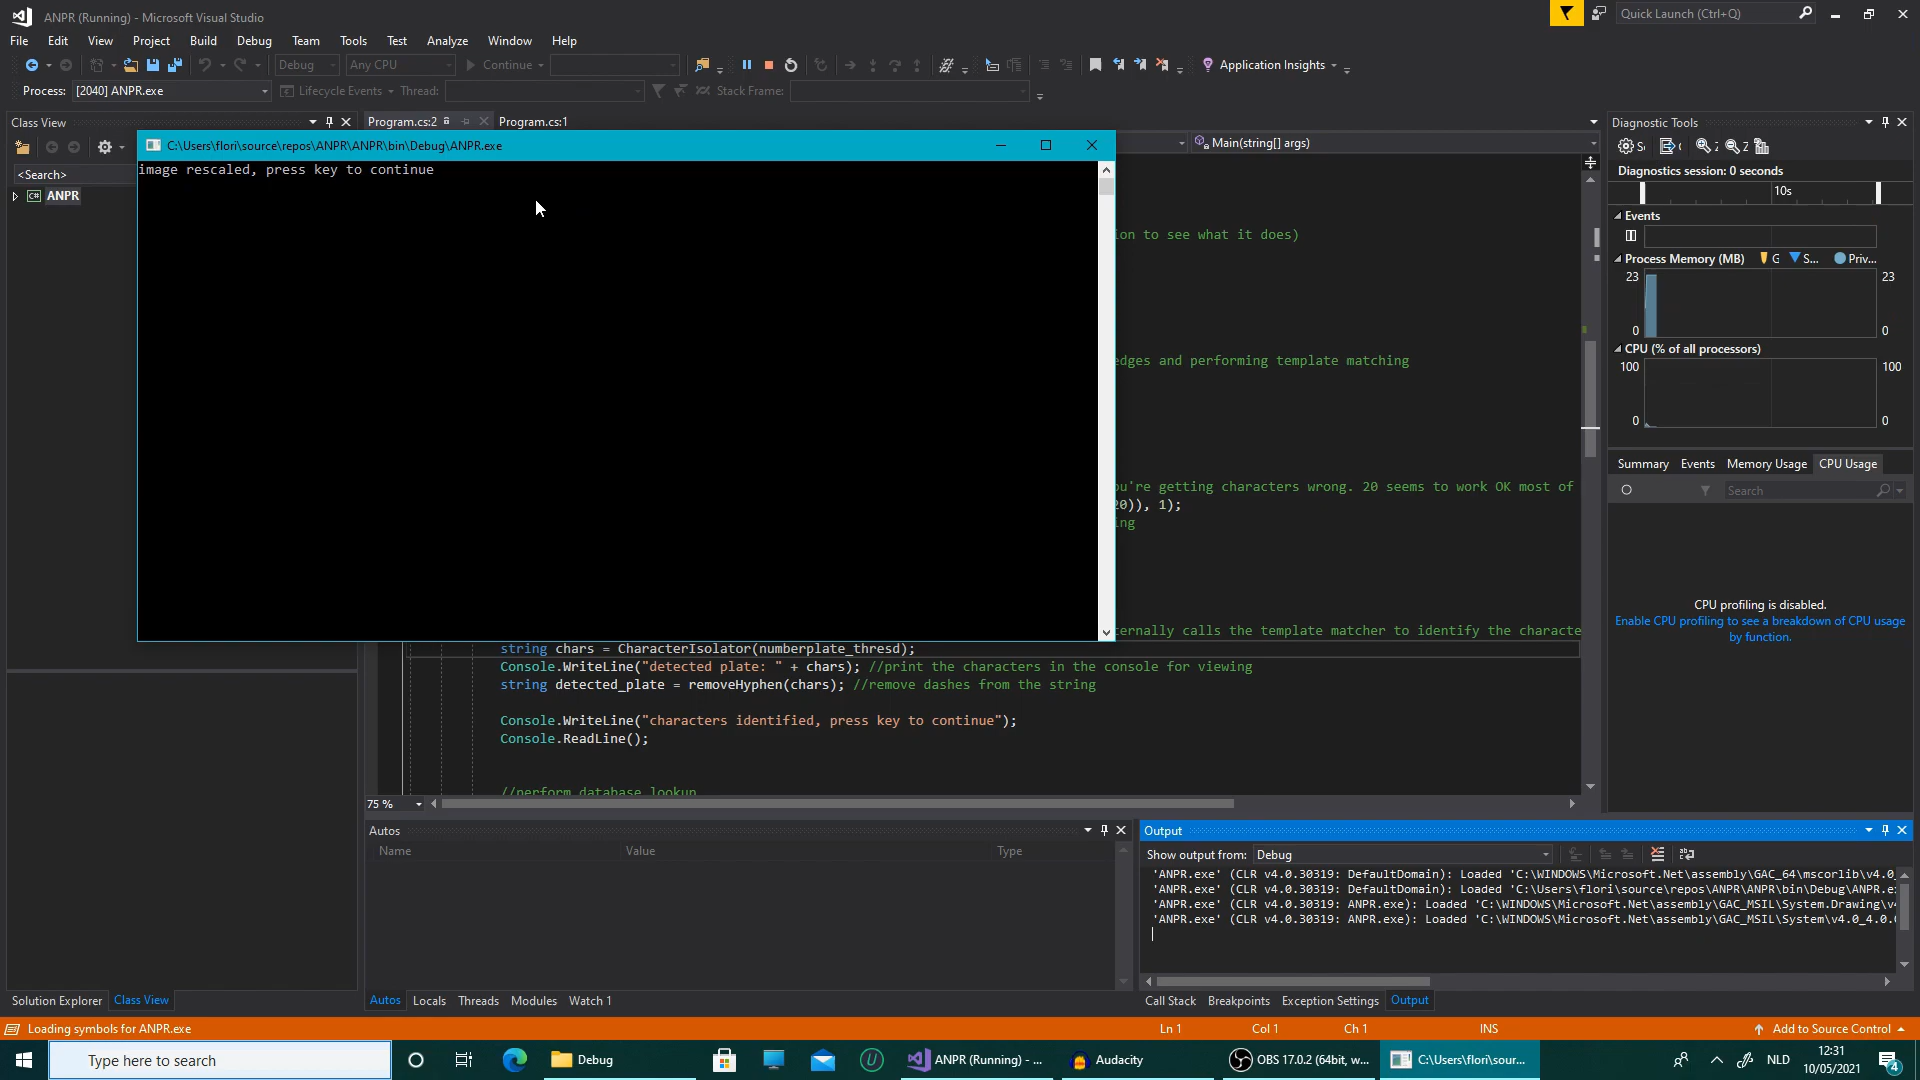 ANPR (Running) - Microsoft Visual Studio
Quick Launch (Ctrl+Q)
File Edit View Project Build Debug Team Tools Test Analyze Window Help
Debug Any CPU Continue Application Insights
Process: [2040] ANPR.exe Lifecycle Events Thread: Stack Frame:
Class View
Program.cs:2 Program.cs:1
Diagnostic Tools
C:\Users\flori\source\repos\ANPR\ANPR\bin\Debug\ANPR.exe
Main(string[] args)
<Search>
image rescaled, press key to continue
Diagnostics session: 0 seconds
10s
ANPR
Events
ion to see what it does)
Process Memory (MB) G S... Priv...
23 23
0 0
CPU (% of all processors)
edges and performing template matching
100 100
0 0
Summary Events Memory Usage CPU Usage
Search
ou're getting characters wrong. 20 seems to work OK most of
20)), 1);
ing
CPU profiling is disabled.
Enable CPU profiling to see a breakdown of CPU usage
by function.
ternally calls the template matcher to identify the characte
string chars = CharacterIsolator(numberplate_thresd);
Console.WriteLine("detected plate: " + chars); //print the characters in the console for viewing
string detected_plate = removeHyphen(chars); //remove dashes from the string
Console.WriteLine("characters identified, press key to continue");
Console.ReadLine();
//perform database lookup
75 %
Autos
Name Value Type
Output
Show output from: Debug
'ANPR.exe' (CLR v4.0.30319: DefaultDomain): Loaded 'C:\WINDOWS\Microsoft.Net\assembly\GAC_64\mscorlib\v4.0_
'ANPR.exe' (CLR v4.0.30319: DefaultDomain): Loaded 'C:\Users\flori\source\repos\ANPR\ANPR\bin\Debug\ANPR.ex
'ANPR.exe' (CLR v4.0.30319: ANPR.exe): Loaded 'C:\WINDOWS\Microsoft.Net\assembly\GAC_MSIL\System.Drawing\v4
'ANPR.exe' (CLR v4.0.30319: ANPR.exe): Loaded 'C:\WINDOWS\Microsoft.Net\assembly\GAC_MSIL\System\v4.0_4.0.0
Solution Explorer Class View
Autos Locals Threads Modules Watch 1
Call Stack Breakpoints Exception Settings Output
Loading symbols for ANPR.exe
Ln 1 Col 1 Ch 1 INS
Add to Source Control
Type here to search
Debug
ANPR (Running) - ...
Audacity
OBS 17.0.2 (64bit, w...
C:\Users\flori\sour...
NLD
12:31
10/05/2021
4